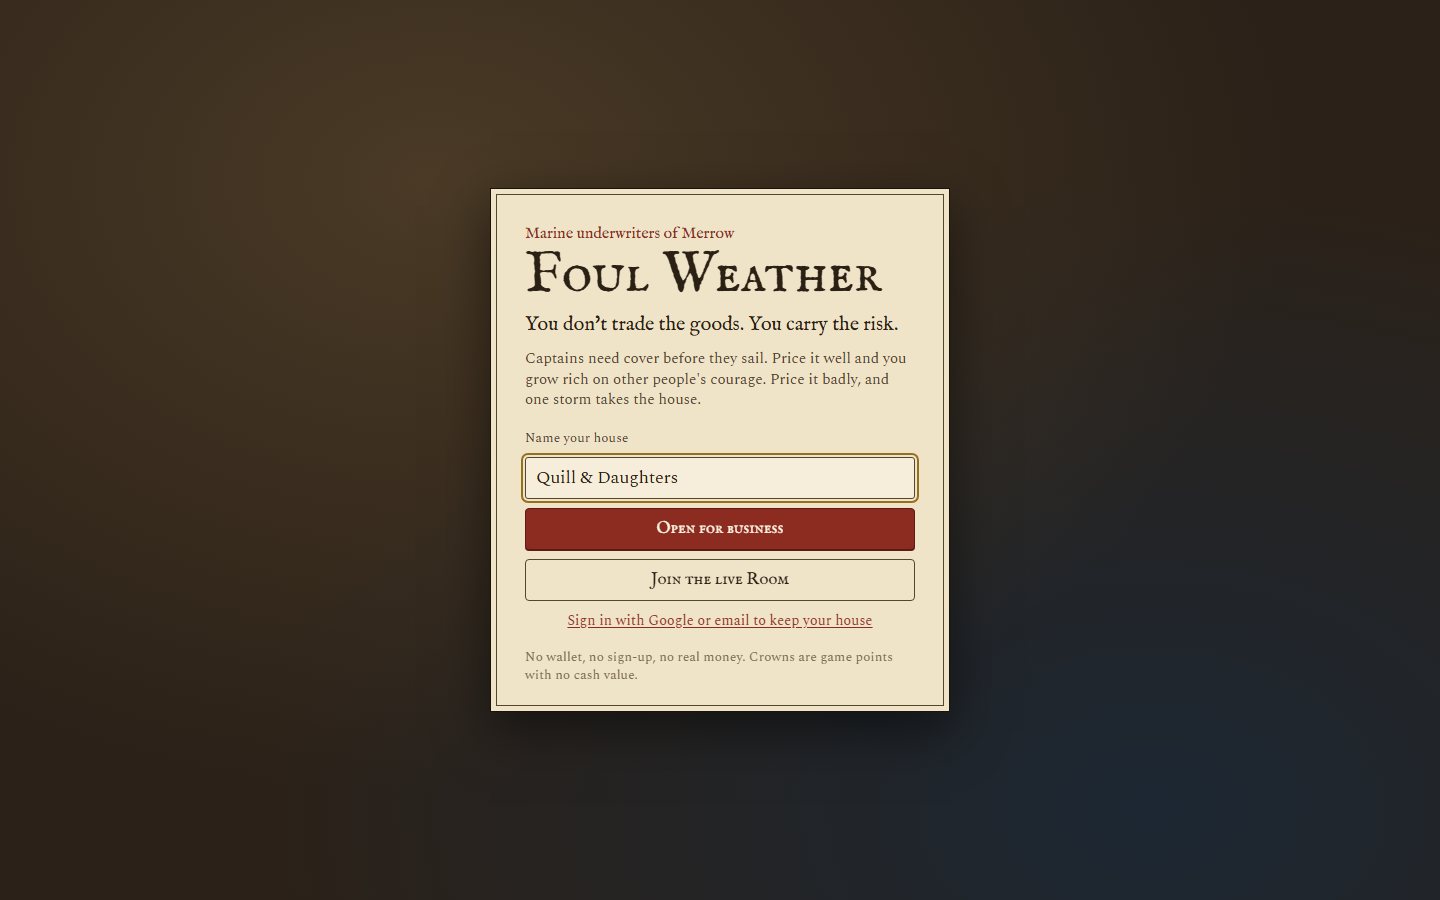 Marine underwriters of Merrow
Foul Weather
You don’t trade the goods. You carry the risk.
Captains need cover before they sail. Price it well and you
grow rich on other people's courage. Price it badly, and
one storm takes the house.
Name your house
Quill & Daughters
Open for business
Join the live Room
Sign in with Google or email to keep your house
No wallet, no sign-up, no real money. Crowns are game points
with no cash value.